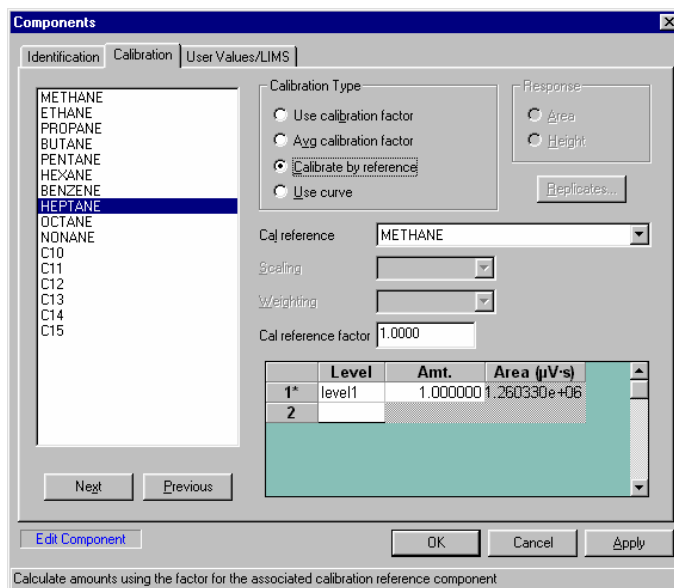 Components
Identification Calibration User Values/LIMS
METHANE
ETHANE
PROPANE
BUTANE
PENTANE
HEXANE
BENZENE
HEPTANE
OCTANE
NONANE
C10
C11
C12
C13
C14
C15
Next Previous
Calibration Type
Use calibration factor
Avg calibration factor
Calibrate by reference
Use curve
Response
Area
Height
Replicates...
Cal reference METHANE
Scaling
Weighting
Cal reference factor 1.0000
Level Amt. Area (µV·s)
1* level1 1.000000 1.260330e+06
2
Edit Component
OK Cancel Apply
Calculate amounts using the factor for the associated calibration reference component